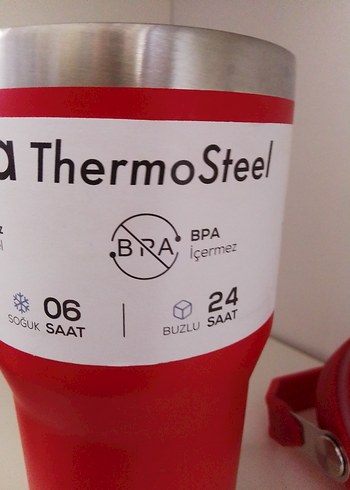 a ThermoSteel
BPA
BPA
İçermez
06
SOĞUK SAAT
24
BUZLU SAAT